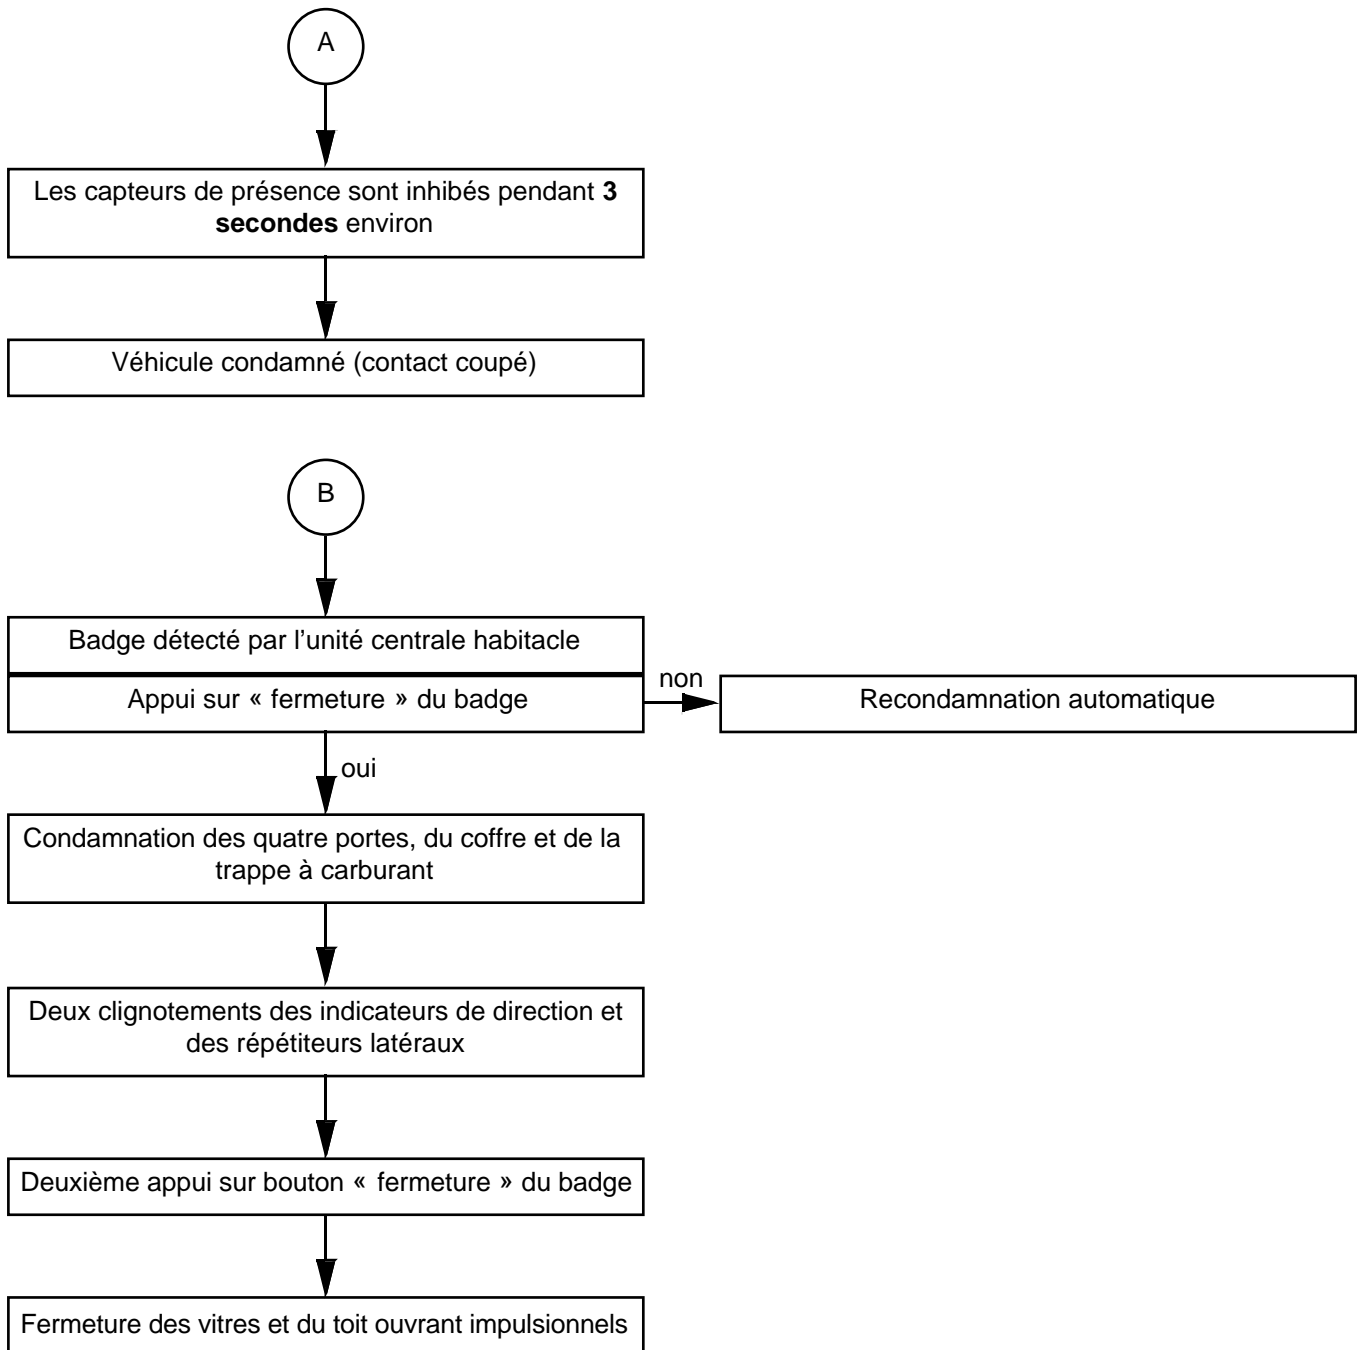 A
Les capteurs de présence sont inhibés pendant 3
secondes environ
Véhicule condamné (contact coupé)
B
Badge détecté par l’unité centrale habitacle
Appui sur « fermeture » du badge
non
Recondamnation automatique
oui
Condamnation des quatre portes, du coffre et de la
trappe à carburant
Deux clignotements des indicateurs de direction et
des répétiteurs latéraux
Deuxième appui sur bouton « fermeture » du badge
Fermeture des vitres et du toit ouvrant impulsionnels